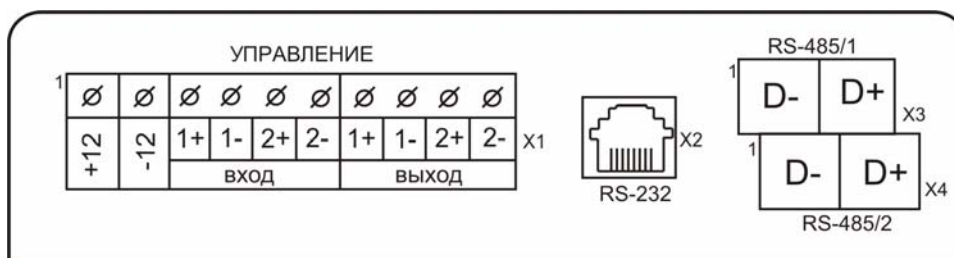 УПРАВЛЕНИЕ
1 Ø Ø Ø Ø Ø Ø Ø Ø Ø Ø
+12 -12 1+ 1- 2+ 2- 1+ 1- 2+ 2- X1
вход выход
X2
RS-232
RS-485/1
1 D- D+ X3
1 D- D+ X4
RS-485/2